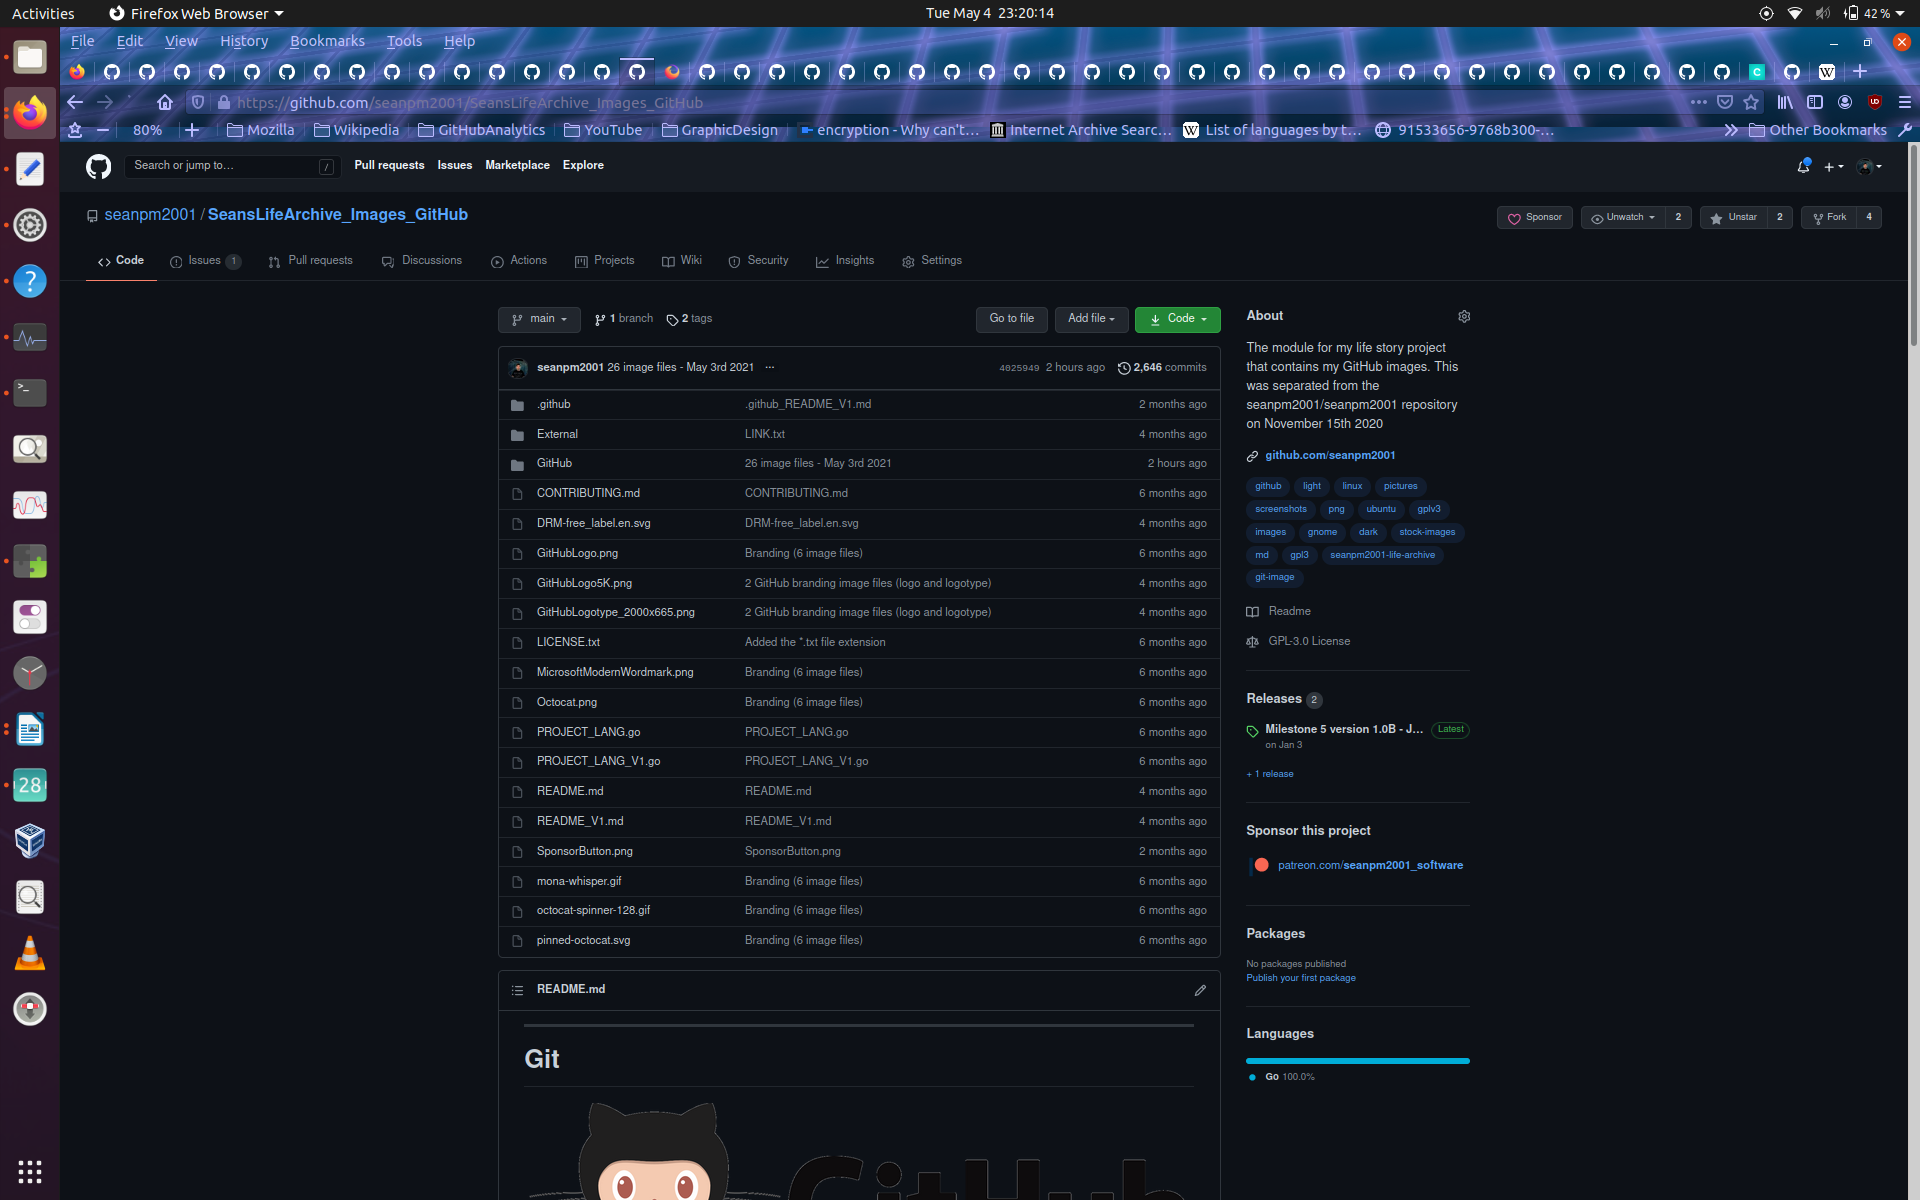 Activities
Firefox Web Browser
Tue May 4 23:20:14
42 %
File Edit View History Bookmarks Tools Help
https://github.com/seanpm2001/SeansLifeArchive_Images_GitHub
80%
Mozilla
Wikipedia
GitHubAnalytics
YouTube
GraphicDesign
encryption - Why can't...
Internet Archive Searc...
List of languages by t...
91533656-9768b300-...
Other Bookmarks
Search or jump to...
/
Pull requests Issues Marketplace Explore
seanpm2001 / SeansLifeArchive_Images_GitHub
Sponsor
Unwatch 2
Unstar 2
Fork 4
Code
Issues 1
Pull requests
Discussions
Actions
Projects
Wiki
Security
Insights
Settings
main
1 branch
2 tags
Go to file
Add file
Code
seanpm2001 26 image files - May 3rd 2021 ...
4025949 2 hours ago
2,646 commits
.github .github_README_V1.md 2 months ago
External LINK.txt 4 months ago
GitHub 26 image files - May 3rd 2021 2 hours ago
CONTRIBUTING.md CONTRIBUTING.md 6 months ago
DRM-free_label.en.svg DRM-free_label.en.svg 4 months ago
GitHubLogo.png Branding (6 image files) 6 months ago
GitHubLogo5K.png 2 GitHub branding image files (logo and logotype) 4 months ago
GitHubLogotype_2000x665.png 2 GitHub branding image files (logo and logotype) 4 months ago
LICENSE.txt Added the *.txt file extension 6 months ago
MicrosoftModernWordmark.png Branding (6 image files) 6 months ago
Octocat.png Branding (6 image files) 6 months ago
PROJECT_LANG.go PROJECT_LANG.go 6 months ago
PROJECT_LANG_V1.go PROJECT_LANG_V1.go 6 months ago
README.md README.md 4 months ago
README_V1.md README_V1.md 4 months ago
SponsorButton.png SponsorButton.png 2 months ago
mona-whisper.gif Branding (6 image files) 6 months ago
octocat-spinner-128.gif Branding (6 image files) 6 months ago
pinned-octocat.svg Branding (6 image files) 6 months ago
README.md
Git
GitHub
About
The module for my life story project
that contains my GitHub images. This
was separated from the
seanpm2001/seanpm2001 repository
on November 15th 2020
github.com/seanpm2001
github light linux pictures
screenshots png ubuntu gplv3
images gnome dark stock-images
md gpl3 seanpm2001-life-archive
git-image
Readme
GPL-3.0 License
Releases 2
Milestone 5 version 1.0B - J... Latest
on Jan 3
+ 1 release
Sponsor this project
patreon.com/seanpm2001_software
Packages
No packages published
Publish your first package
Languages
Go 100.0%
28